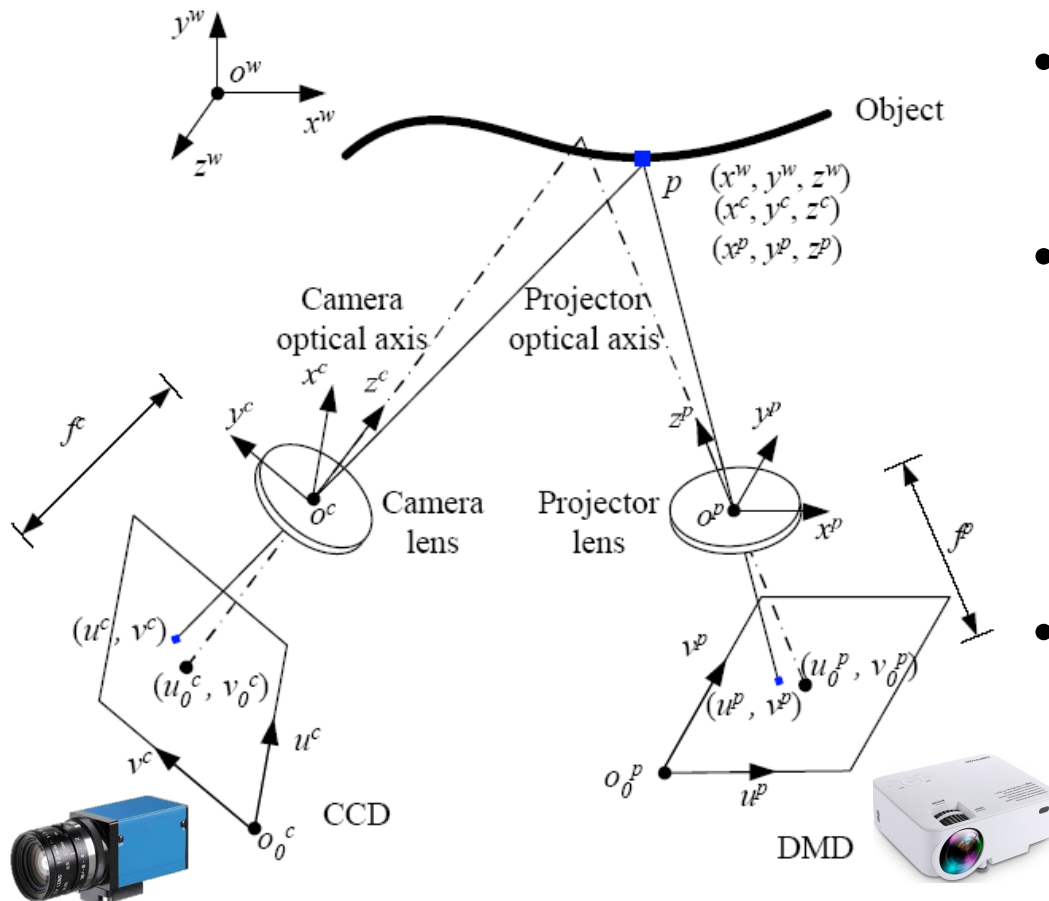 y^w
o^w
x^w
z^w
Object
p (x^w, y^w, z^w)
(x^c, y^c, z^c)
(x^p, y^p, z^p)
Camera
optical axis
Projector
optical axis
x^c
z^c
y^c
f^c
z^p
y^p
o^c
Camera
lens
Projector
lens
o^p
x^p
f^p
(u^c, v^c)
(u_0^c, v_0^c)
v^p
(u_0^p, v_0^p)
(u^p, v^p)
v^c
u^c
o_0^c
CCD
o_0^p
u^p
DMD